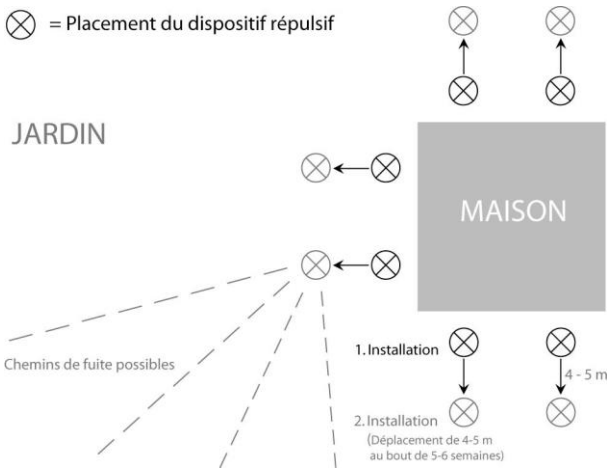 = Placement du dispositif répulsif
JARDIN
MAISON
Chemins de fuite possibles
1. Installation
4 - 5 m
2. Installation
(Déplacement de 4-5 m
au bout de 5-6 semaines)